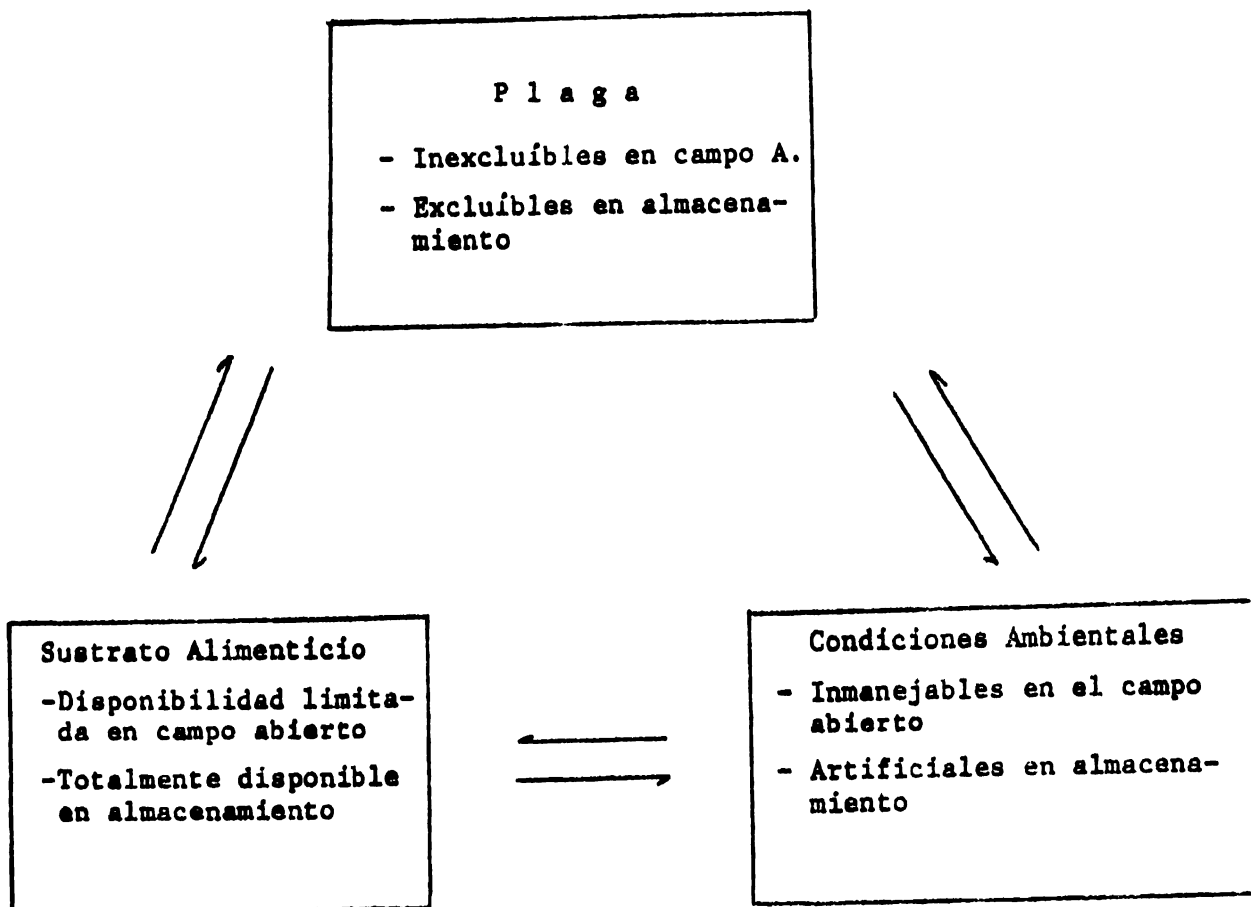 P l a g a
- Inexcluíbles en campo A.
- Excluíbles en almacena-
miento
Sustrato Alimenticio
-Disponibilidad limita-
da en campo abierto
-Totalmente disponible
en almacenamiento
Condiciones Ambientales
- Inmanejables en el campo
abierto
- Artificiales en almacena-
miento